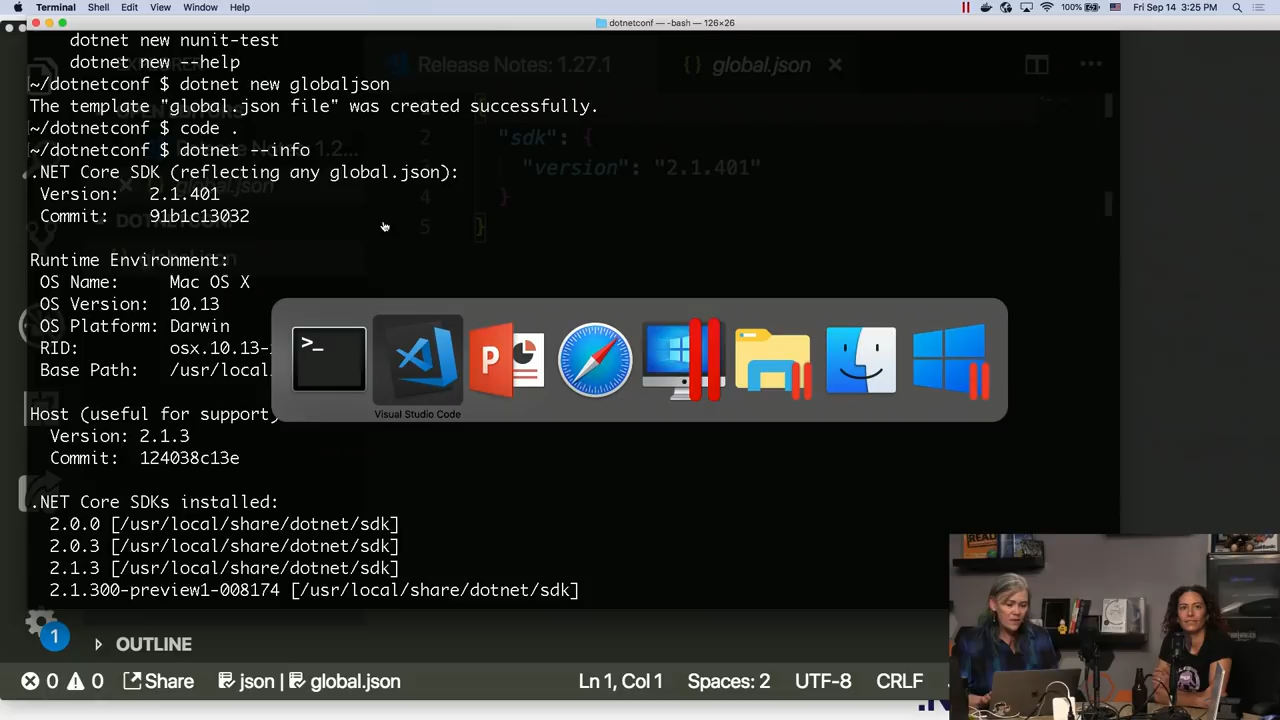 Terminal Shell Edit View Window Help
100%
Fri Sep 14 3:25 PM
dotnetconf — -bash — 126×26
dotnet new nunit-test
dotnet new --help
~/dotnetconf $ dotnet new globaljson
The template "global.json file" was created successfully.
~/dotnetconf $ code .
~/dotnetconf $ dotnet --info
.NET Core SDK (reflecting any global.json):
Version: 2.1.401
Commit: 91b1c13032
Runtime Environment:
OS Name: Mac OS X
OS Version: 10.13
OS Platform: Darwin
RID: osx.10.13-
Base Path: /usr/local
Host (useful for support)
Version: 2.1.3
Commit: 124038c13e
.NET Core SDKs installed:
2.0.0 [/usr/local/share/dotnet/sdk]
2.0.3 [/usr/local/share/dotnet/sdk]
2.1.3 [/usr/local/share/dotnet/sdk]
2.1.300-preview1-008174 [/usr/local/share/dotnet/sdk]
Release Notes: 1.27.1
{ } global.json
2 "sdk": {
"version": "2.1.401"
4 }
5 }
>_
P
Visual Studio Code
1
OUTLINE
0 0 Share json | global.json
Ln 1, Col 1 Spaces: 2 UTF-8 CRLF